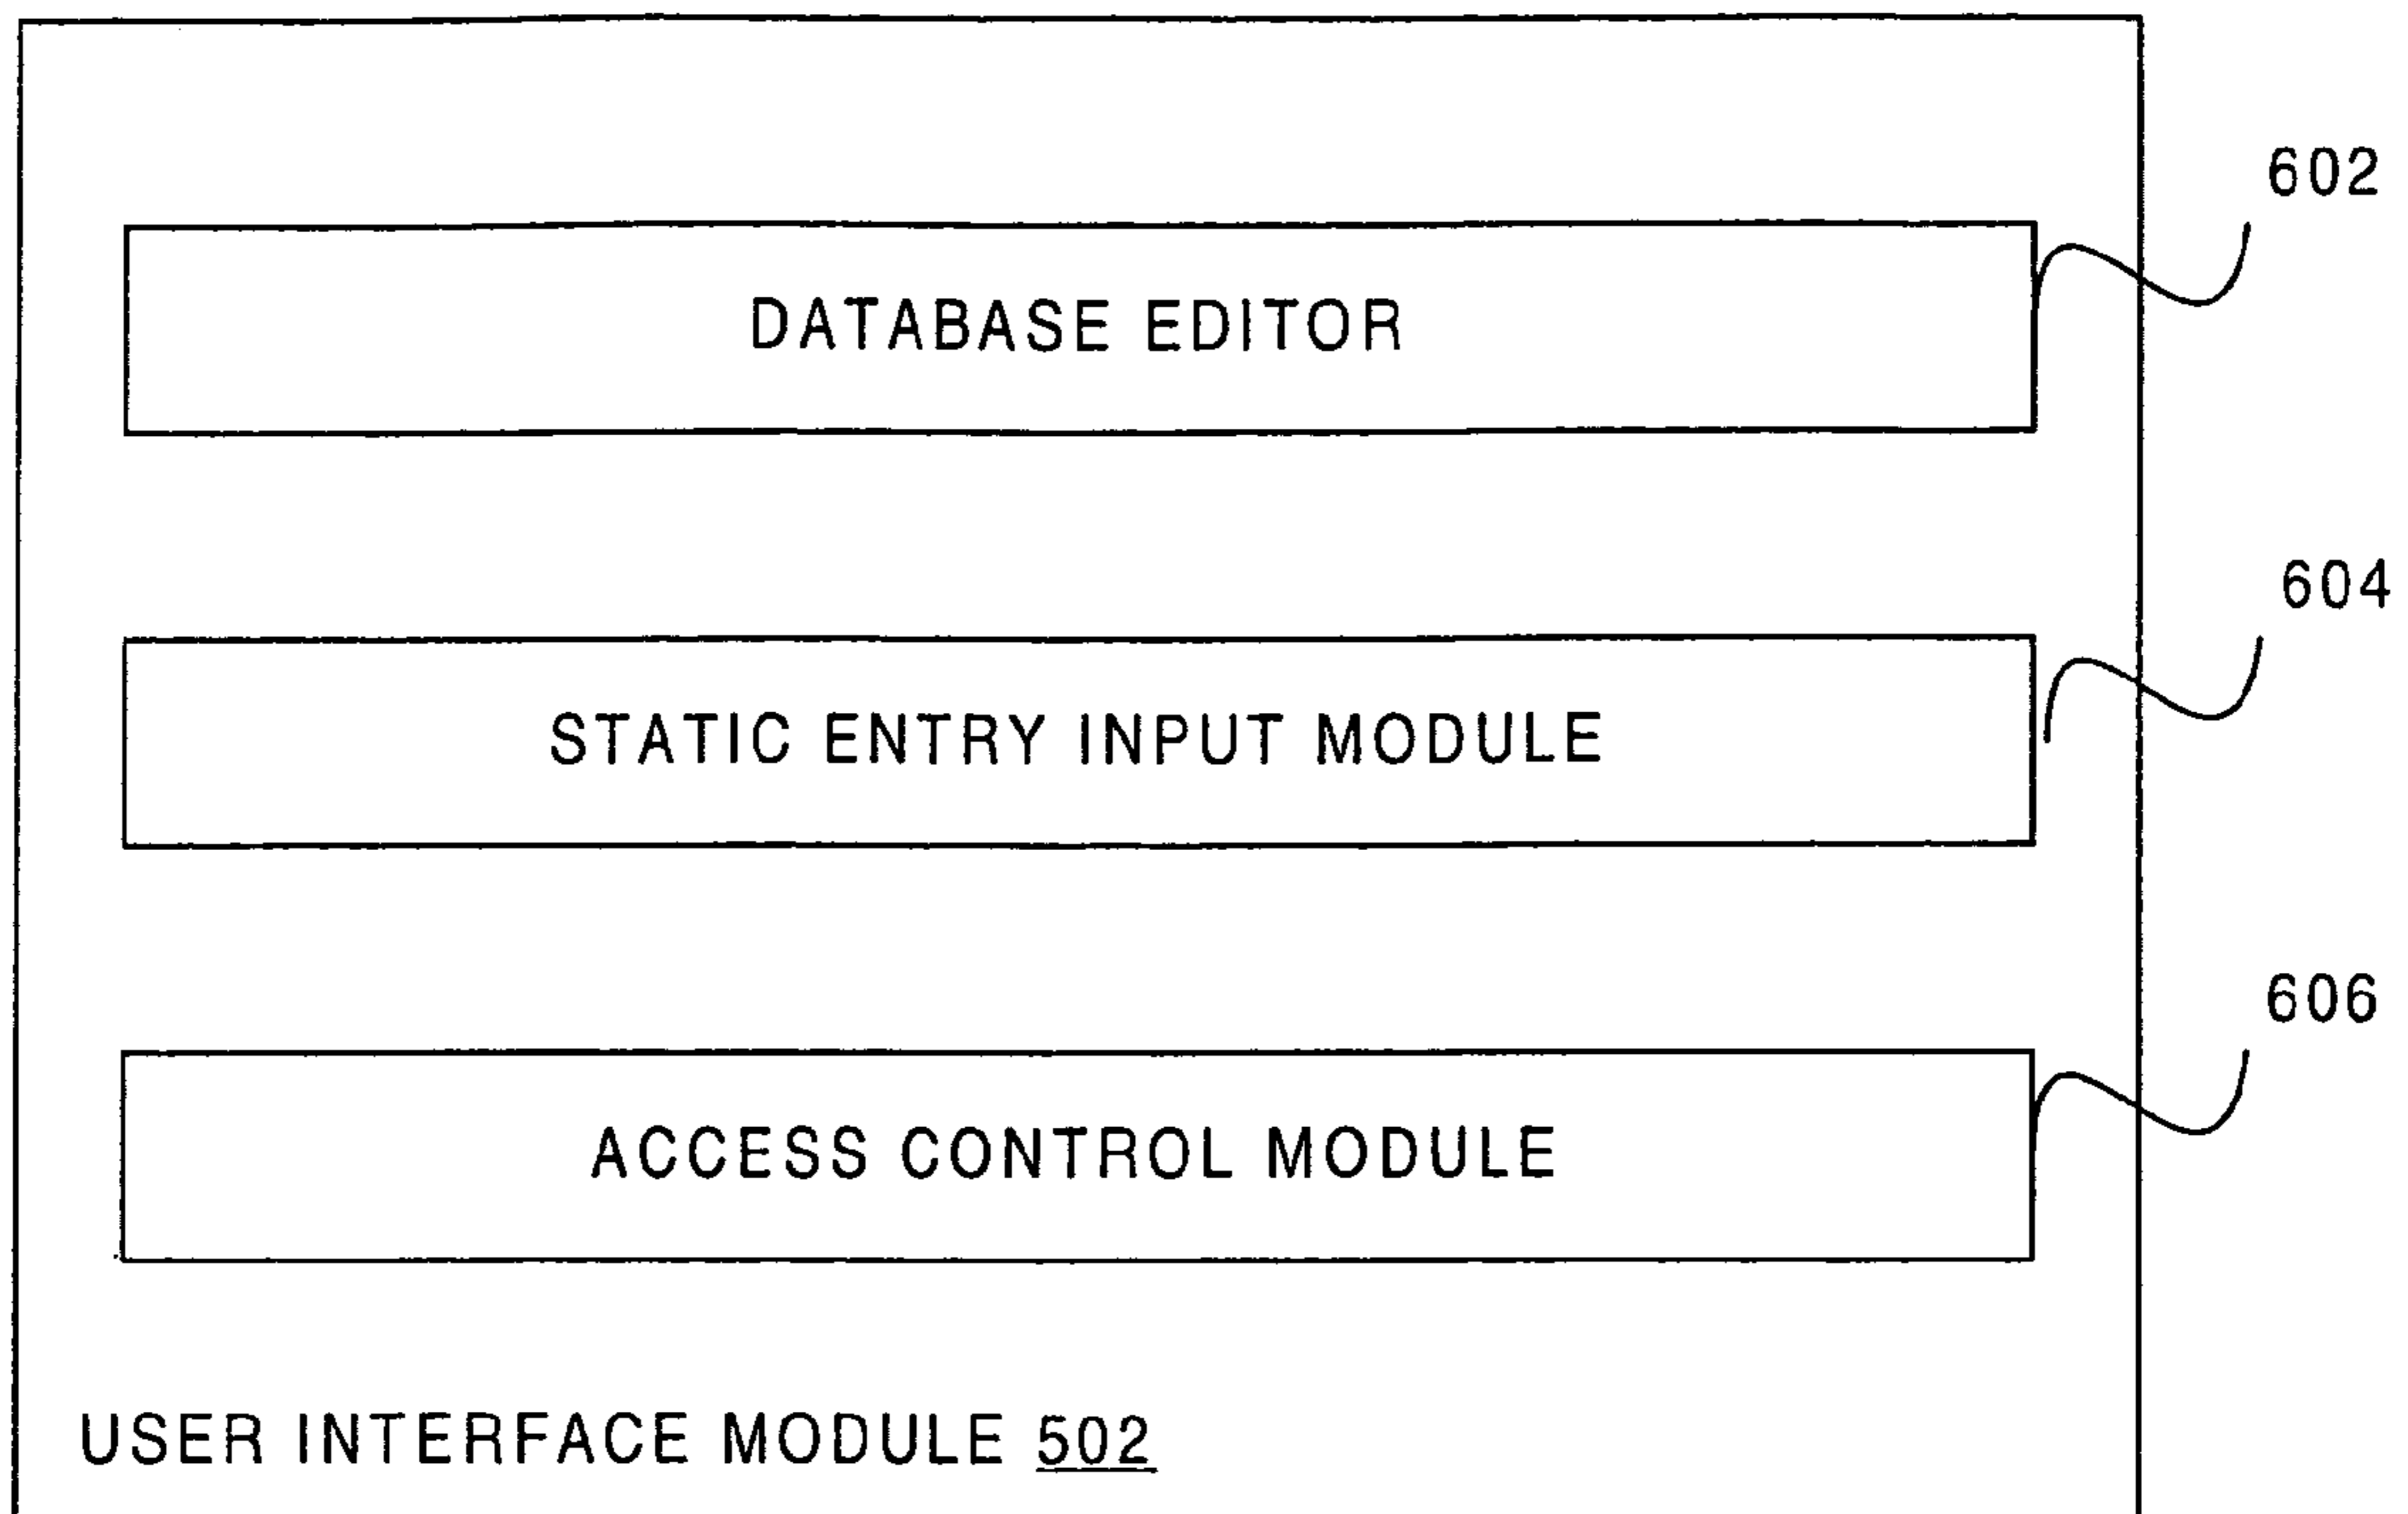 602
DATABASE EDITOR
604
STATIC ENTRY INPUT MODULE
606
ACCESS CONTROL MODULE
USER INTERFACE MODULE 502